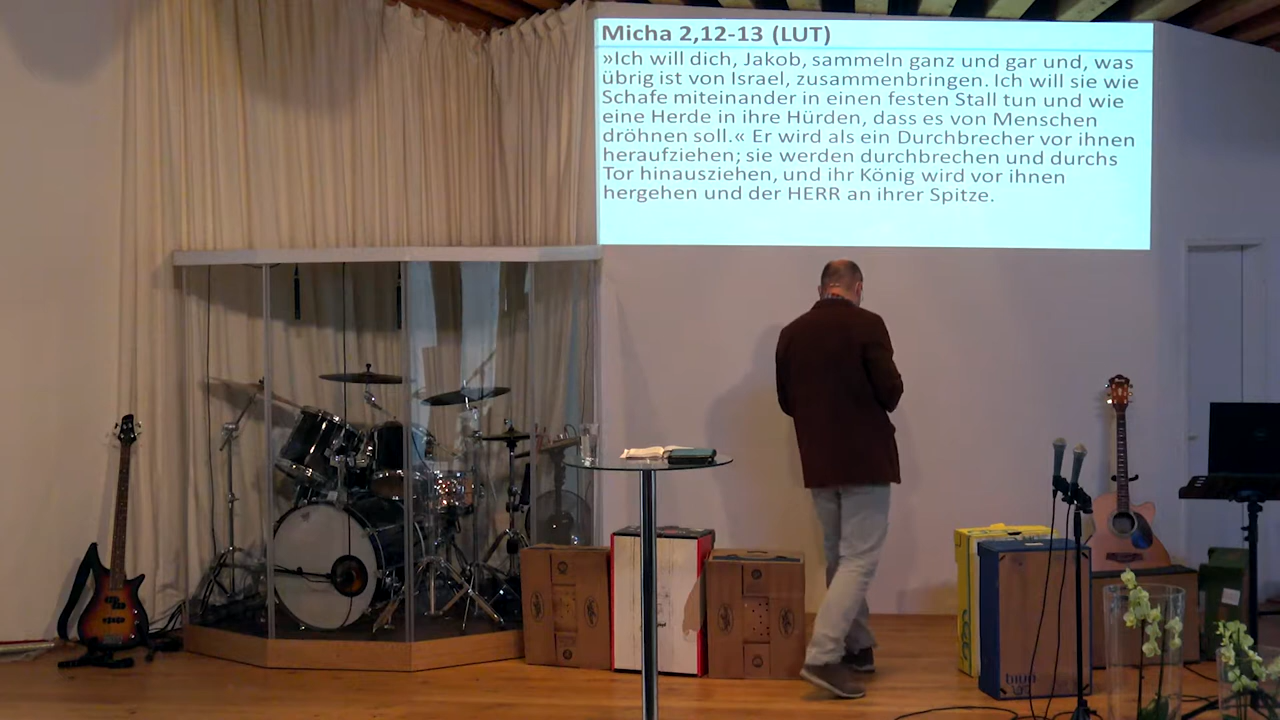 Micha 2,12-13 (LUT)
»Ich will dich, Jakob, sammeln ganz und gar und, was
übrig ist von Israel, zusammenbringen. Ich will sie wie
Schafe miteinander in einen festen Stall tun und wie
eine Herde in ihre Hürden, dass es von Menschen
dröhnen soll.« Er wird als ein Durchbrecher vor ihnen
heraufziehen; sie werden durchbrechen und durchs
Tor hinausziehen, und ihr König wird vor ihnen
hergehen und der HERR an ihrer Spitze.